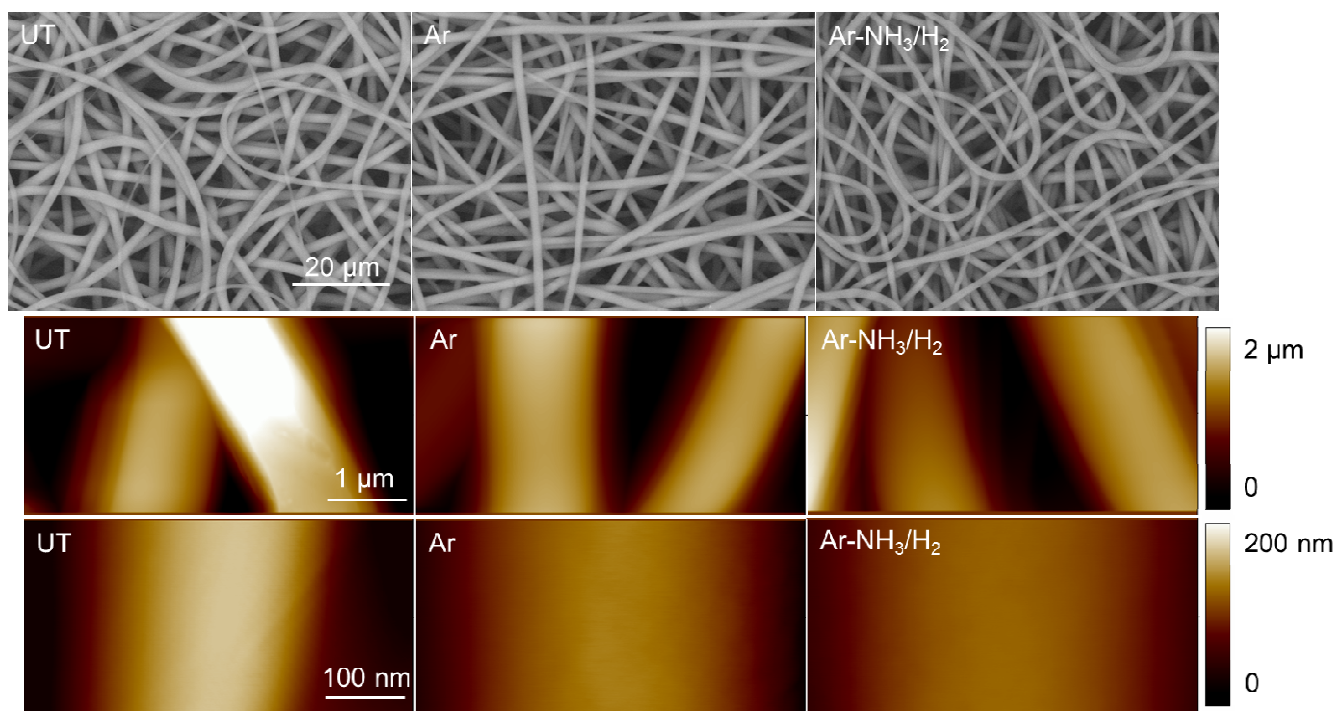 UT Ar Ar-NH₃/H₂
20 μm
UT Ar Ar-NH₃/H₂ 2 μm
1 μm 0
UT Ar Ar-NH₃/H₂ 200 nm
100 nm 0